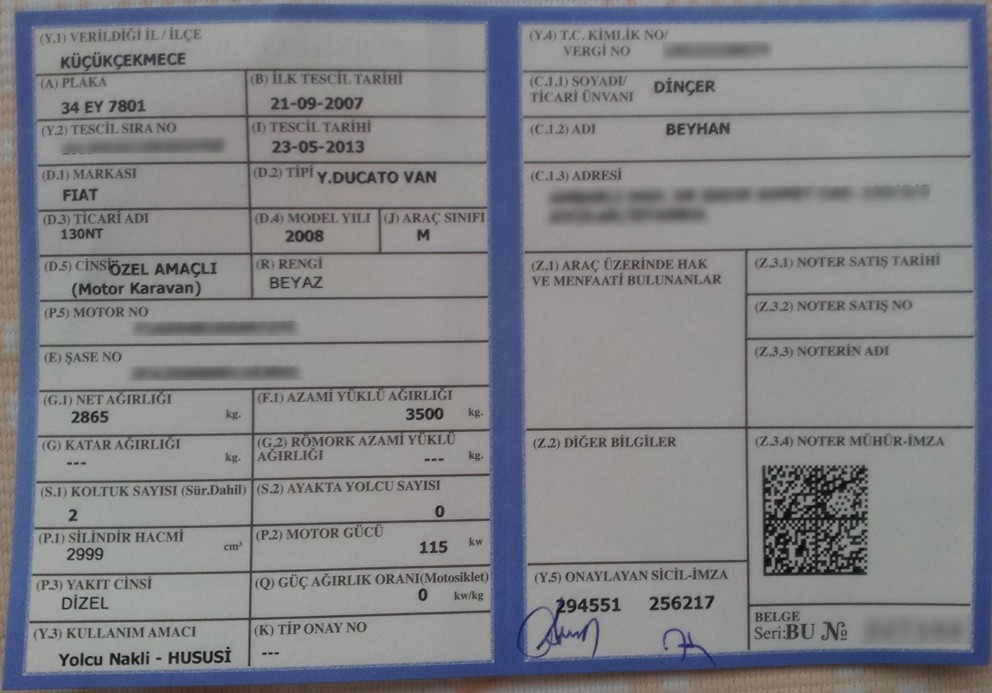 (Y.1) VERİLDİĞİ İL / İLÇE
KÜÇÜKÇEKMECE
(A) PLAKA
34 EY 7801
(B) İLK TESCİL TARİHİ
21-09-2007
(Y.2) TESCİL SIRA NO
(I) TESCİL TARİHİ
23-05-2013
(D.1) MARKASI
FIAT
(D.2) TİPİ Y.DUCATO VAN
(D.3) TİCARİ ADI
130NT
(D.4) MODEL YILI
2008
(J) ARAÇ SINIFI
M
(D.5) CİNSİ ÖZEL AMAÇLI
(Motor Karavan)
(R) RENGİ
BEYAZ
(P.5) MOTOR NO
(E) ŞASE NO
(G.1) NET AĞIRLIĞI
2865 kg.
(F.1) AZAMİ YÜKLÜ AĞIRLIĞI
3500 kg.
(G) KATAR AĞIRLIĞI
--- kg.
(G.2) RÖMORK AZAMİ YÜKLÜ
AĞIRLIĞI --- kg.
(S.1) KOLTUK SAYISI (Sür.Dahil)
2
(S.2) AYAKTA YOLCU SAYISI
0
(P.1) SİLİNDİR HACMİ
2999 cm³
(P.2) MOTOR GÜCÜ
115 kw
(P.3) YAKIT CİNSİ
DİZEL
(Q) GÜÇ AĞIRLIK ORANI(Motosiklet)
0 kw/kg
(Y.3) KULLANIM AMACI
Yolcu Nakli - HUSUSİ
(K) TİP ONAY NO
---
(Y.4) T.C. KİMLİK NO/
VERGİ NO
(C.1.1) SOYADI/
TİCARİ ÜNVANI DİNÇER
(C.1.2) ADI BEYHAN
(C.1.3) ADRESİ
(Z.1) ARAÇ ÜZERİNDE HAK
VE MENFAATİ BULUNANLAR
(Z.3.1) NOTER SATIŞ TARİHİ
(Z.3.2) NOTER SATIŞ NO
(Z.3.3) NOTERİN ADI
(Z.2) DİĞER BİLGİLER
(Z.3.4) NOTER MÜHÜR-İMZA
(Y.5) ONAYLAYAN SİCİL-İMZA
294551 256217
BELGE
Seri:BU №